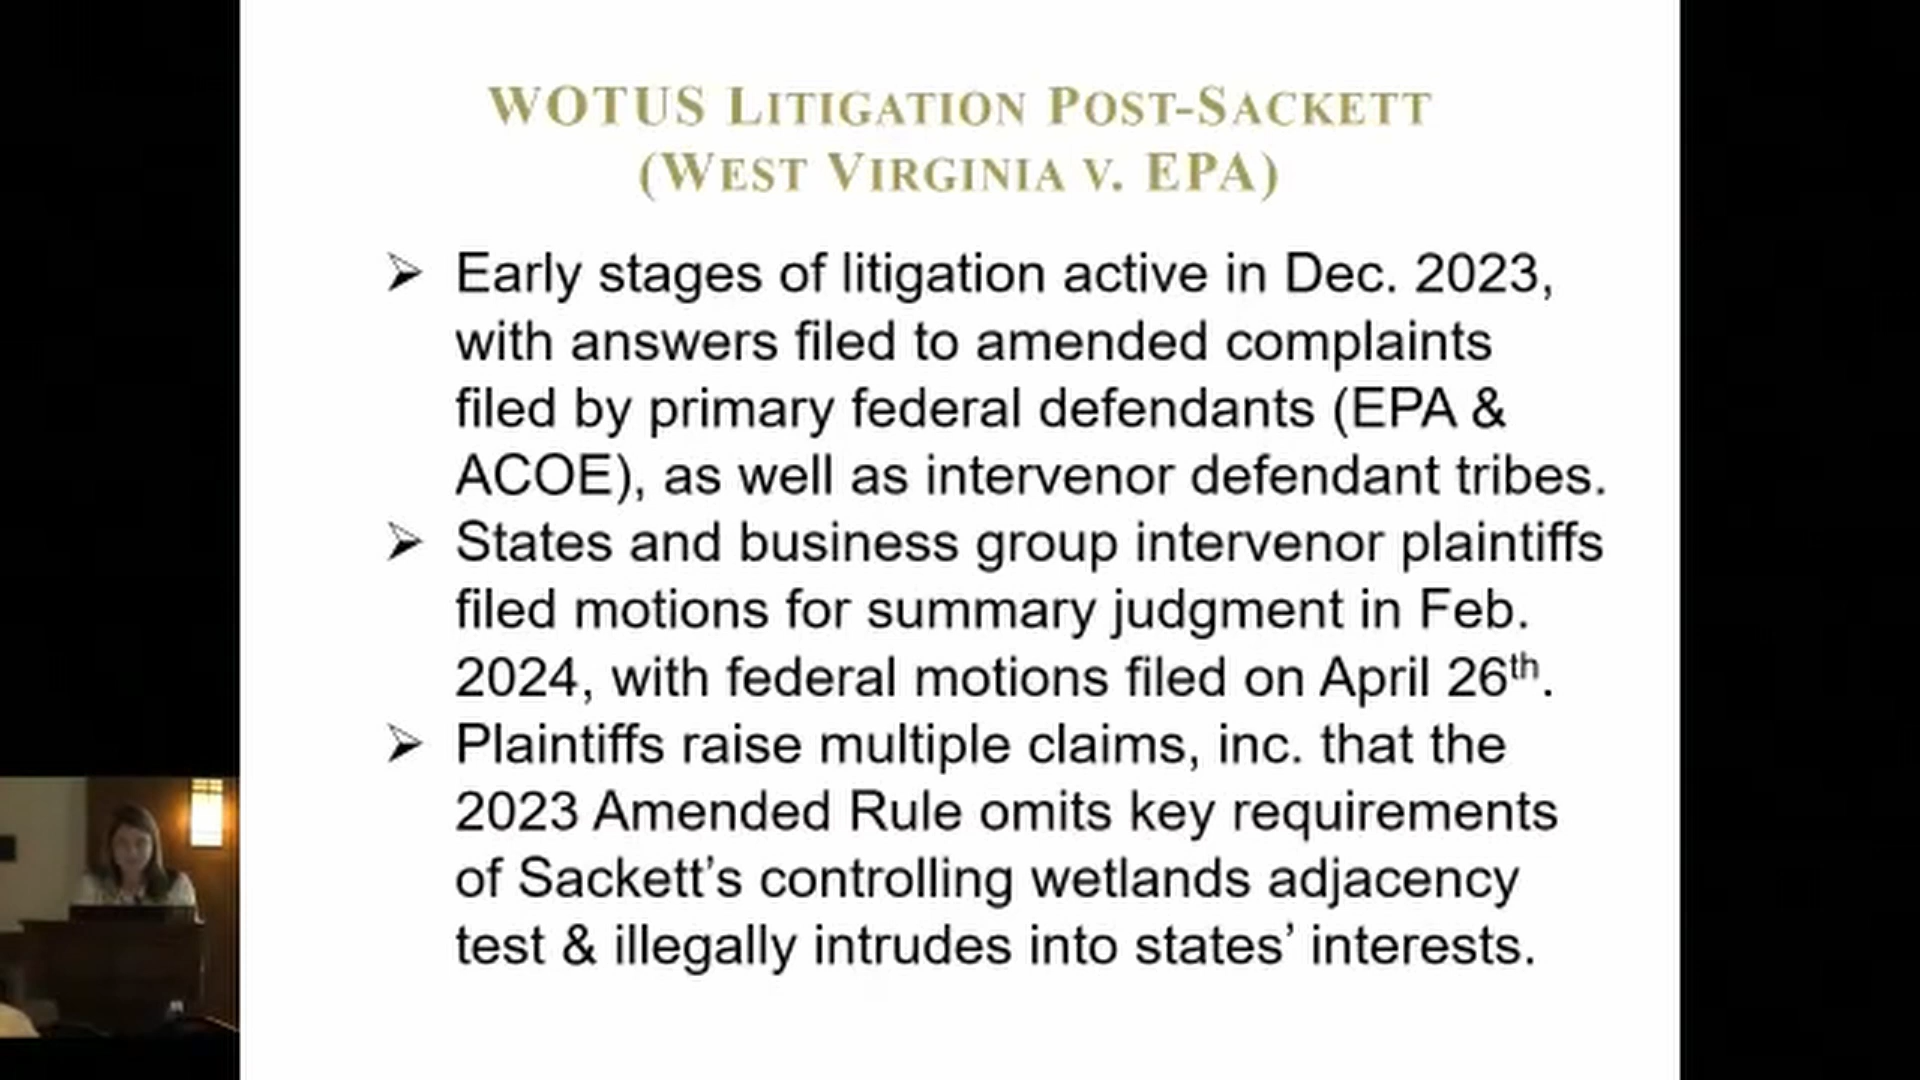 WOTUS LITIGATION POST-SACKETT
(WEST VIRGINIA V. EPA)
➢ Early stages of litigation active in Dec. 2023,
with answers filed to amended complaints
filed by primary federal defendants (EPA &
ACOE), as well as intervenor defendant tribes.
➢ States and business group intervenor plaintiffs
filed motions for summary judgment in Feb.
2024, with federal motions filed on April 26th.
➢ Plaintiffs raise multiple claims, inc. that the
2023 Amended Rule omits key requirements
of Sackett’s controlling wetlands adjacency
test & illegally intrudes into states’ interests.